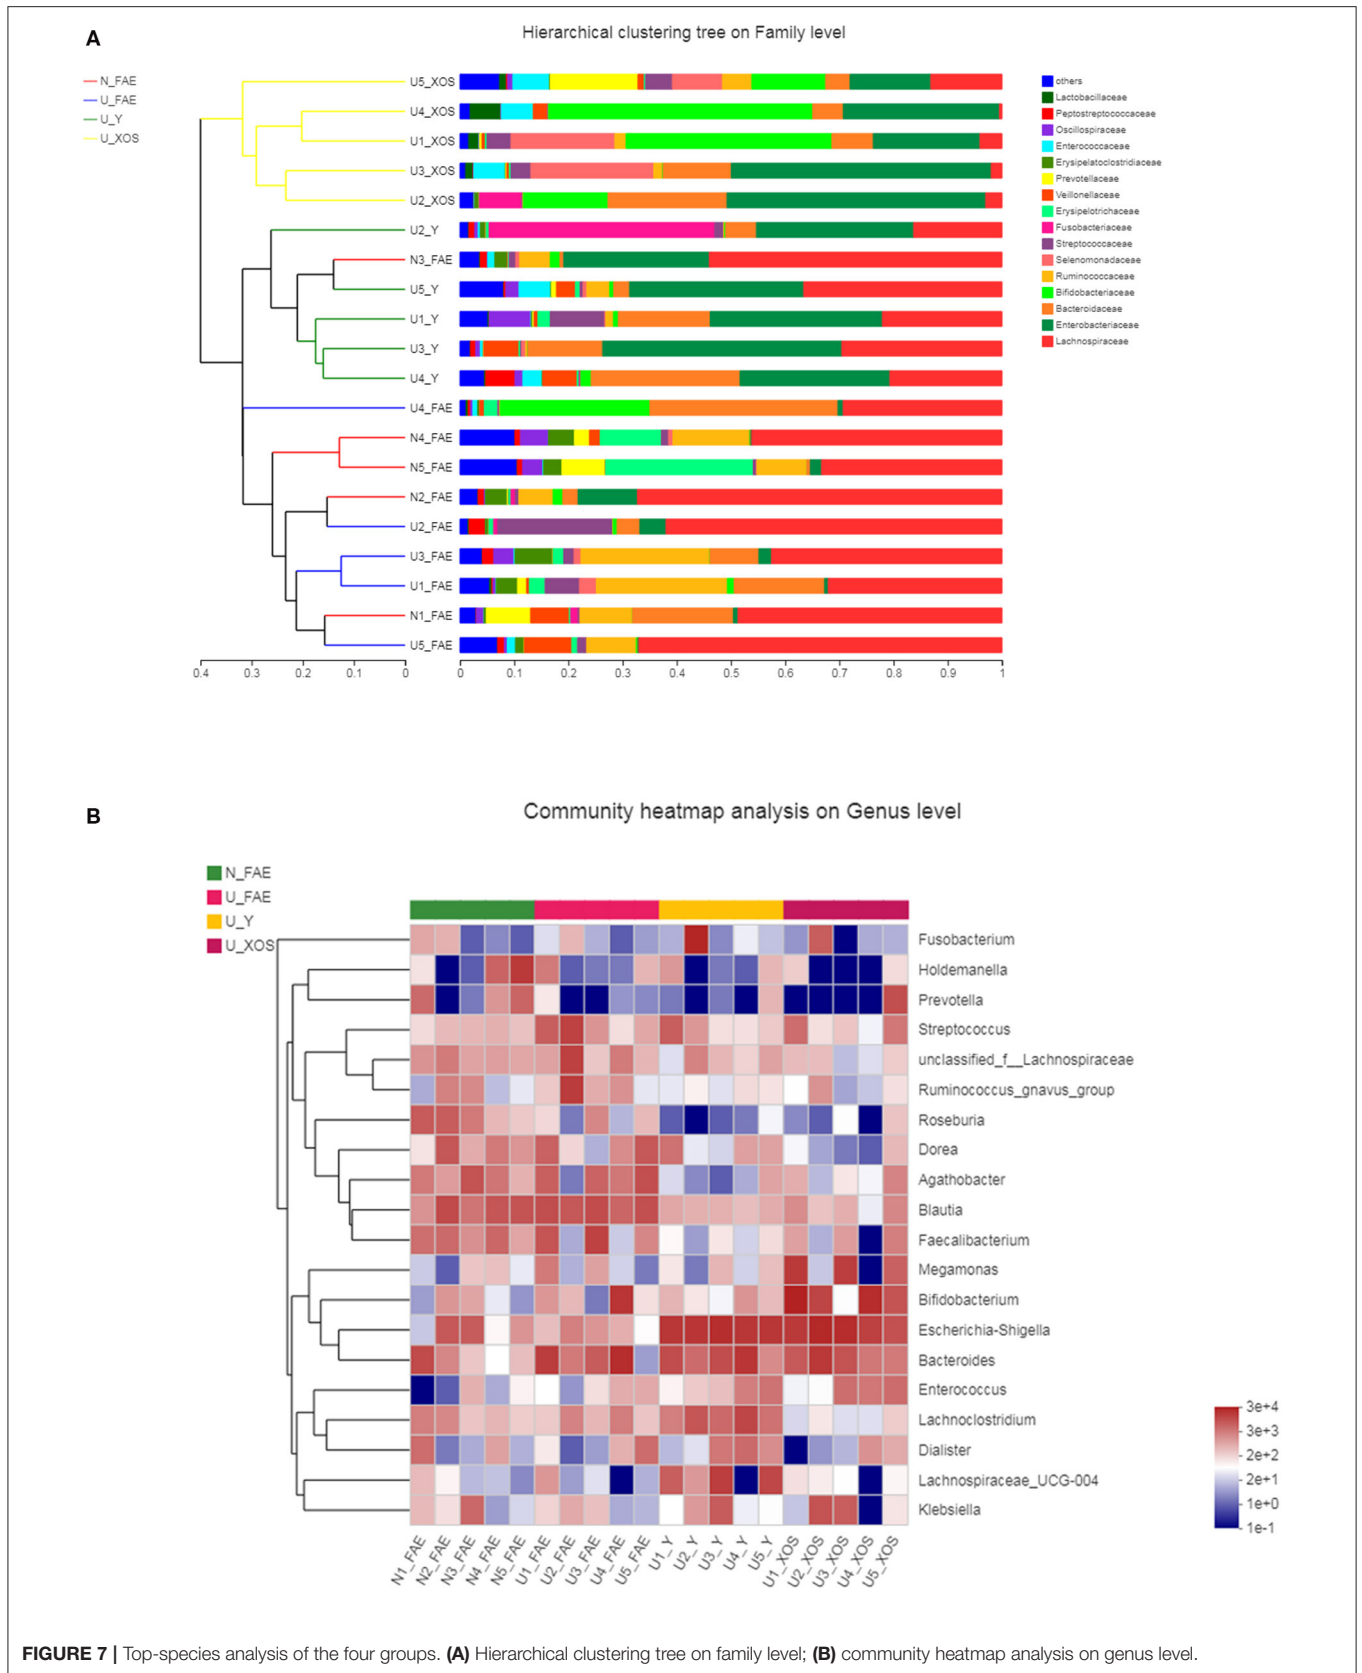 A
Hierarchical clustering tree on Family level
N_FAE
U_FAE
U_Y
U_XOS
U5_XOS
U4_XOS
U1_XOS
U3_XOS
U2_XOS
U2_Y
N3_FAE
U5_Y
U1_Y
U3_Y
U4_Y
U4_FAE
N4_FAE
N5_FAE
N2_FAE
U2_FAE
U3_FAE
U1_FAE
N1_FAE
U5_FAE
others
Lactobacillaceae
Peptostreptococcaceae
Oscillospiraceae
Enterococcaceae
Erysipelatoclostridiaceae
Prevotellaceae
Veillonellaceae
Erysipelotrichaceae
Fusobacteriaceae
Streptococcaceae
Selenomonadaceae
Ruminococcaceae
Bifidobacteriaceae
Bacteroidaceae
Enterobacteriaceae
Lachnospiraceae
0.4 0.3 0.2 0.1 0
0 0.1 0.2 0.3 0.4 0.5 0.6 0.7 0.8 0.9 1
B
Community heatmap analysis on Genus level
N_FAE
U_FAE
U_Y
U_XOS
Fusobacterium
Holdemanella
Prevotella
Streptococcus
unclassified_f__Lachnospiraceae
Ruminococcus_gnavus_group
Roseburia
Dorea
Agathobacter
Blautia
Faecalibacterium
Megamonas
Bifidobacterium
Escherichia-Shigella
Bacteroides
Enterococcus
Lachnoclostridium
Dialister
Lachnospiraceae_UCG-004
Klebsiella
3e+4
3e+3
2e+2
2e+1
1e+0
1e-1
N1_FAE N2_FAE N3_FAE N4_FAE N5_FAE U1_FAE U2_FAE U3_FAE U4_FAE U5_FAE U1_Y U2_Y U3_Y U4_Y U5_Y U1_XOS U2_XOS U3_XOS U4_XOS U5_XOS
FIGURE 7 | Top-species analysis of the four groups. (A) Hierarchical clustering tree on family level; (B) community heatmap analysis on genus level.